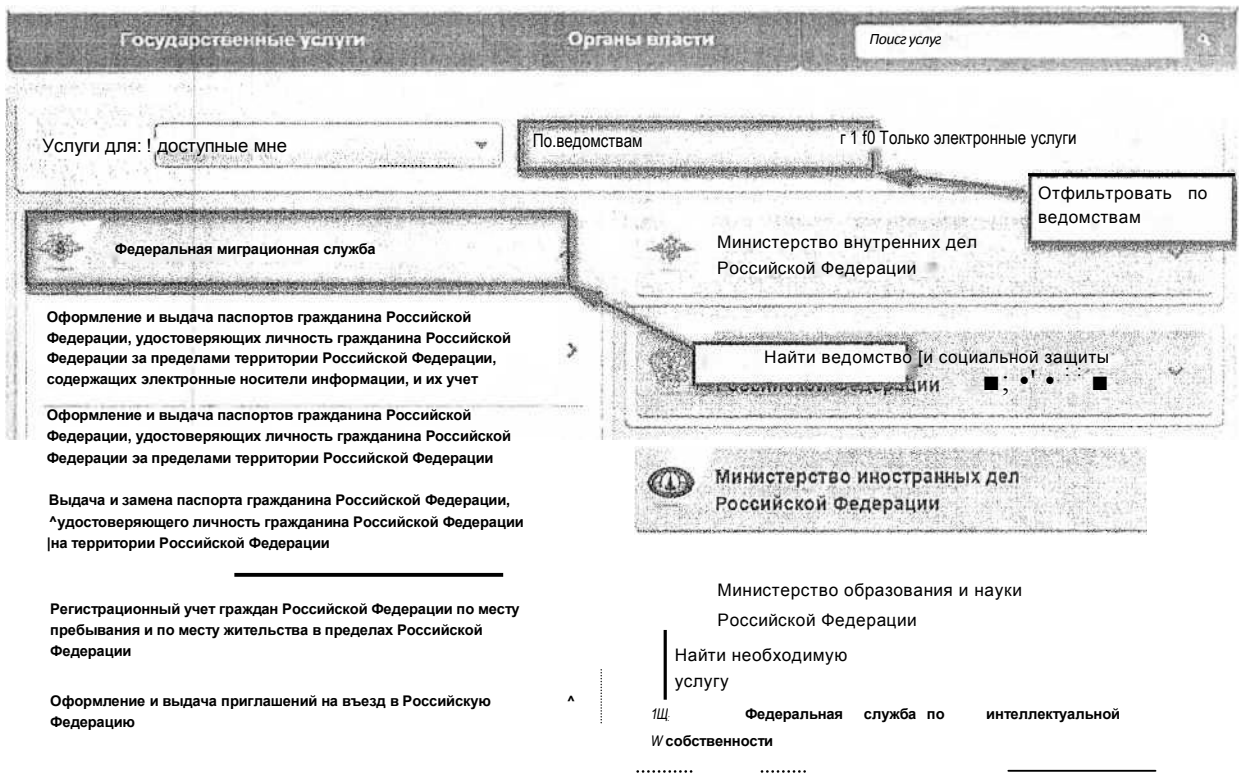 Государственные услуги
Органы власти
Поисг услуг
Услуги для: ! доступные мне
По.ведомствам
г 1 f0 Только электронные услуги
Отфильтровать по
ведомствам
Федеральная миграционная служба
Министерство внутренних дел
Российской Федерации
Оформление и выдача паспортов гражданина Российской
Федерации, удостоверяющих личность гражданина Российской
Федерации за пределами территории Российской Федерации,
содержащих электронные носители информации, и их учет
Найти ведомство [и социальной защиты
Российской Федерации
Оформление и выдача паспортов гражданина Российской
Федерации, удостоверяющих личность гражданина Российской
Федерации эа пределами территории Российской Федерации
Министерство иностранных дел
Российской Федерации
Выдача и замена паспорта гражданина Российской Федерации,
^удостоверяющего личность гражданина Российской Федерации
|на территории Российской Федерации
Министерство образования и науки
Российской Федерации
Регистрационный учет граждан Российской Федерации по месту
пребывания и по месту жительства в пределах Российской
Федерации
Найти необходимую
услугу
Оформление и выдача приглашений на въезд в Российскую
Федерацию
^
1Щ. Федеральная служба по интеллектуальной
W собственности